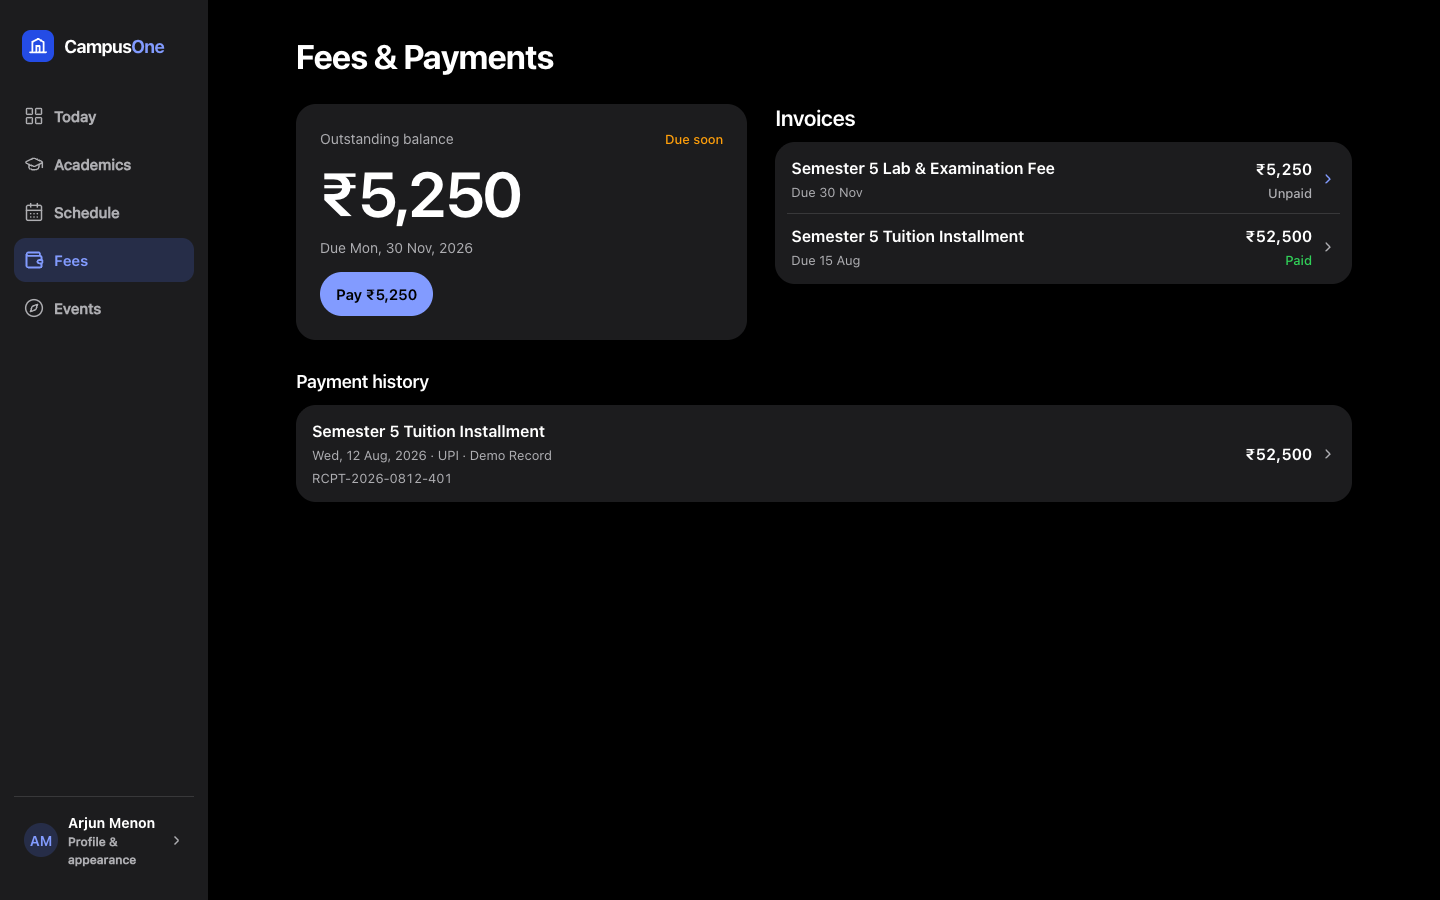 CampusOne
Today
Academics
Schedule
Fees
Events
Arjun Menon
Profile &
appearance
AM
Fees & Payments
Outstanding balance
Due soon
₹5,250
Due Mon, 30 Nov, 2026
Pay ₹5,250
Invoices
Semester 5 Lab & Examination Fee
₹5,250
Due 30 Nov
Unpaid
Semester 5 Tuition Installment
₹52,500
Due 15 Aug
Paid
Payment history
Semester 5 Tuition Installment
Wed, 12 Aug, 2026 · UPI · Demo Record
RCPT-2026-0812-401
₹52,500